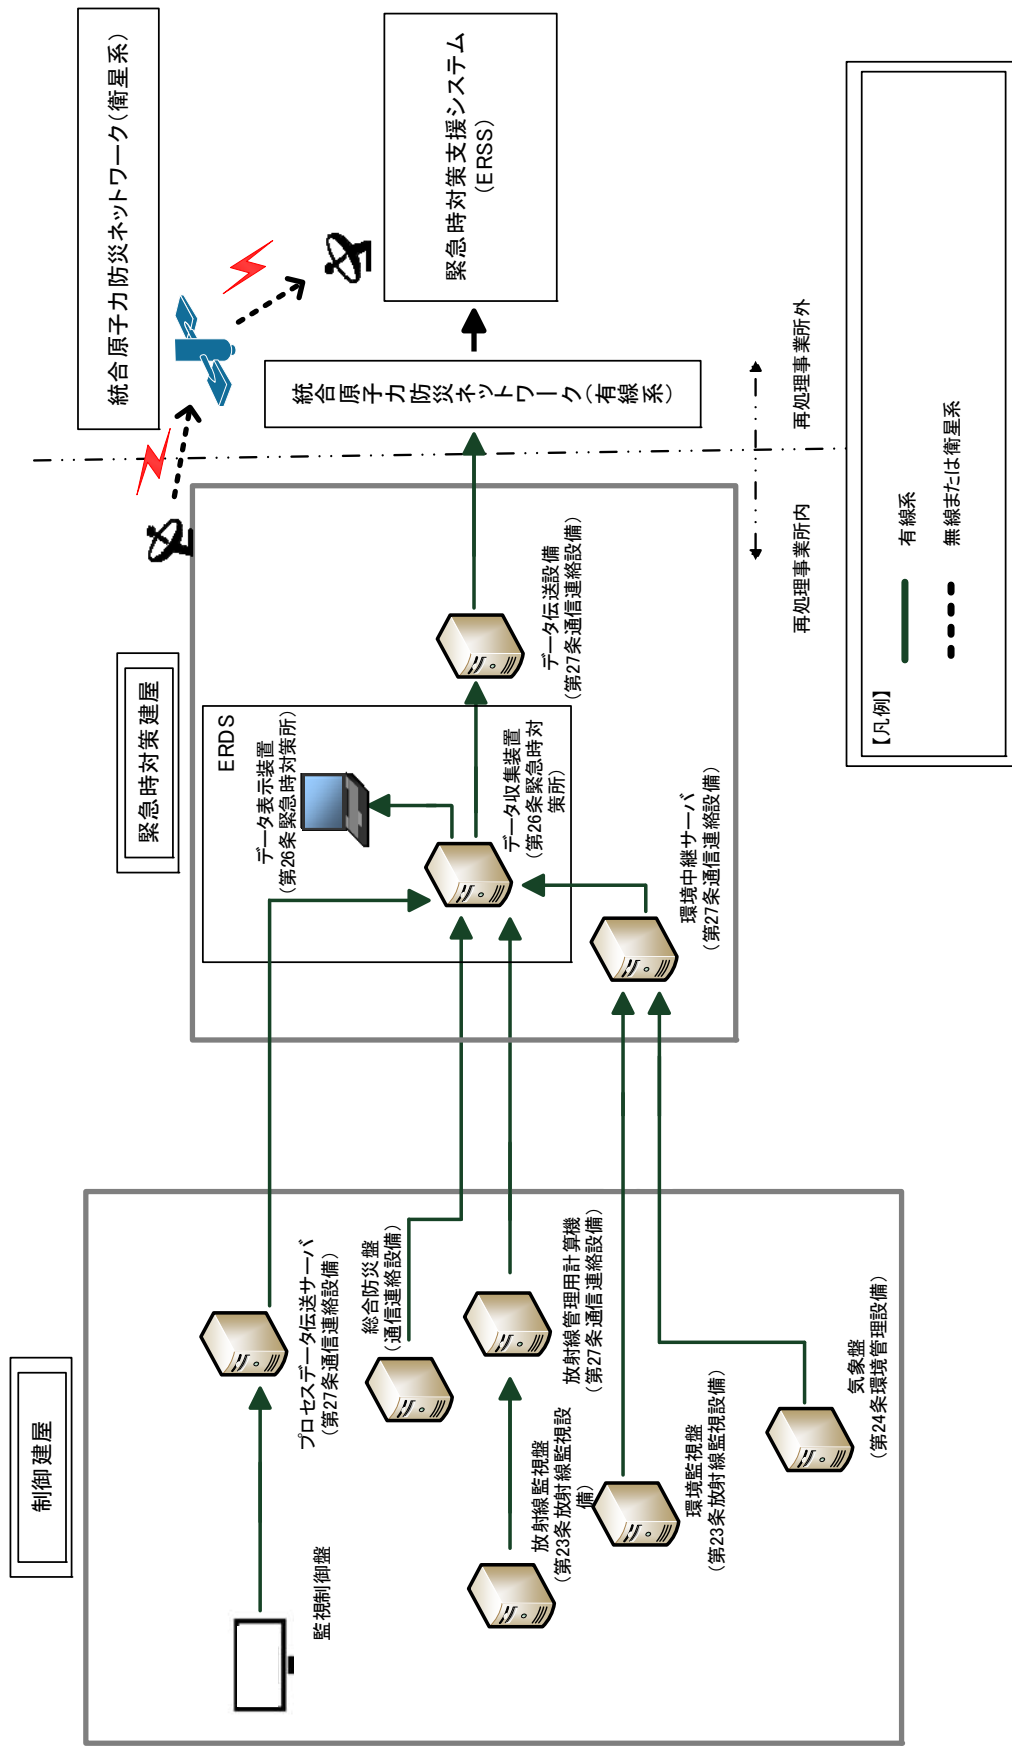 制御建屋
監視制御盤
プロセスデータ伝送サーバ
（第27条通信連絡設備）
総合防災盤
（通信連絡設備）
放射線監視盤
（第23条放射線監視設
備）
放射線管理用計算機
（第27条通信連絡設備）
環境監視盤
（第23条放射線監視設備）
気象盤
（第24条環境管理設備）
緊急時対策建屋
ERDS
データ表示装置
（第26条緊急時対策所）
データ収集装置
（第26条緊急時対
策所）
環境中継サーバ
（第27条通信連絡設備）
データ伝送設備
（第27条通信連絡設備）
統合原子力防災ネットワーク（衛星系）
統合原子力防災ネットワーク（有線系）
緊急時対策支援システム
（ERSS）
再処理事業所内
再処理事業所外
【凡例】
有線系
無線または衛星系